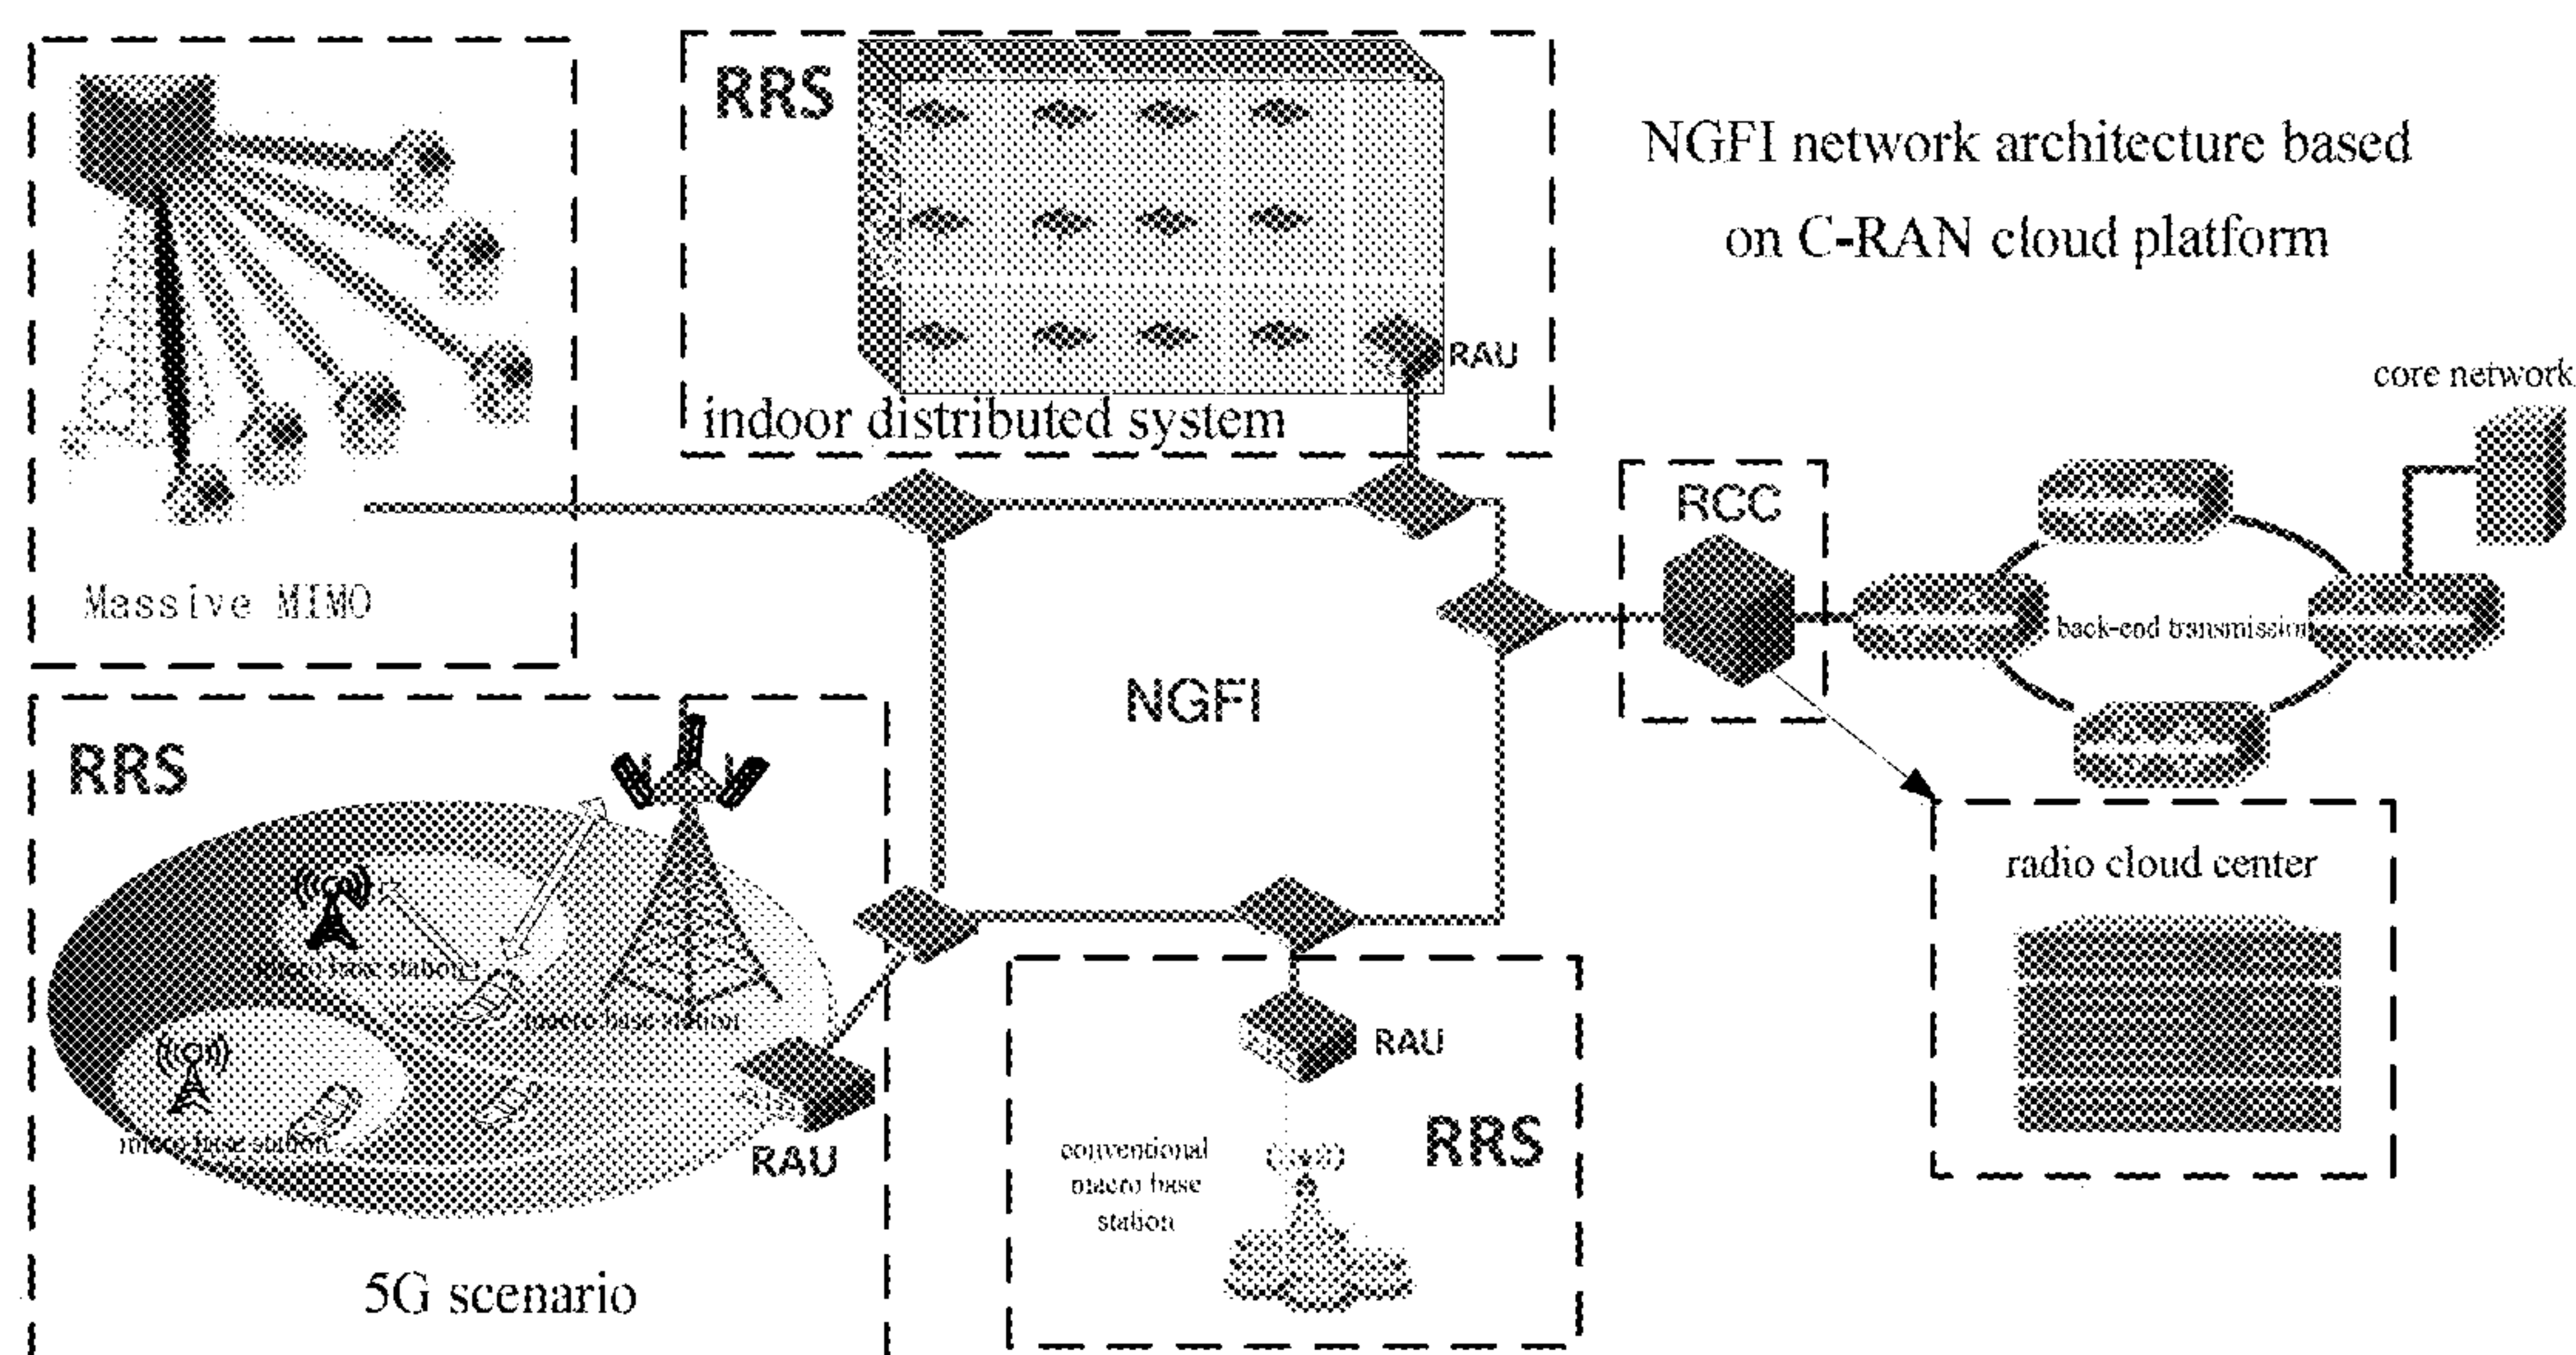 RRS
NGFI network architecture based
on C-RAN cloud platform
RAU
indoor distributed system
core network
Massive MIMO
RCC
back-end transmission
NGFI
RRS
micro base station
macro base station
micro base station
RAU
5G scenario
RAU
RRS
conventional
macro base
station
radio cloud center